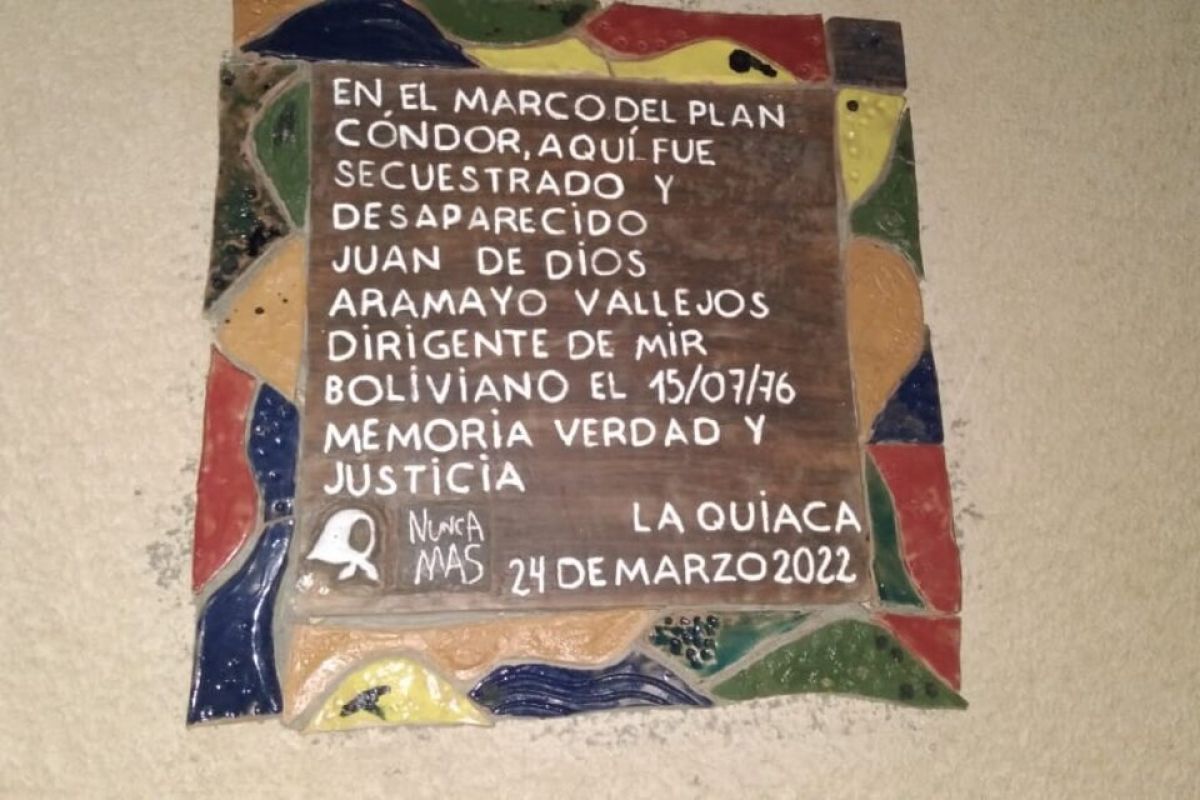 EN EL MARCO DEL PLAN
CÓNDOR, AQUÍ FUE
SECUESTRADO Y
DESAPARECIDO
JUAN DE DIOS
ARAMAYO VALLEJOS
DIRIGENTE DE MIR
BOLIVIANO EL 15/07/76
MEMORIA VERDAD Y
JUSTICIA
NUNCA
MAS
LA QUIACA
24 DE MARZO 2022